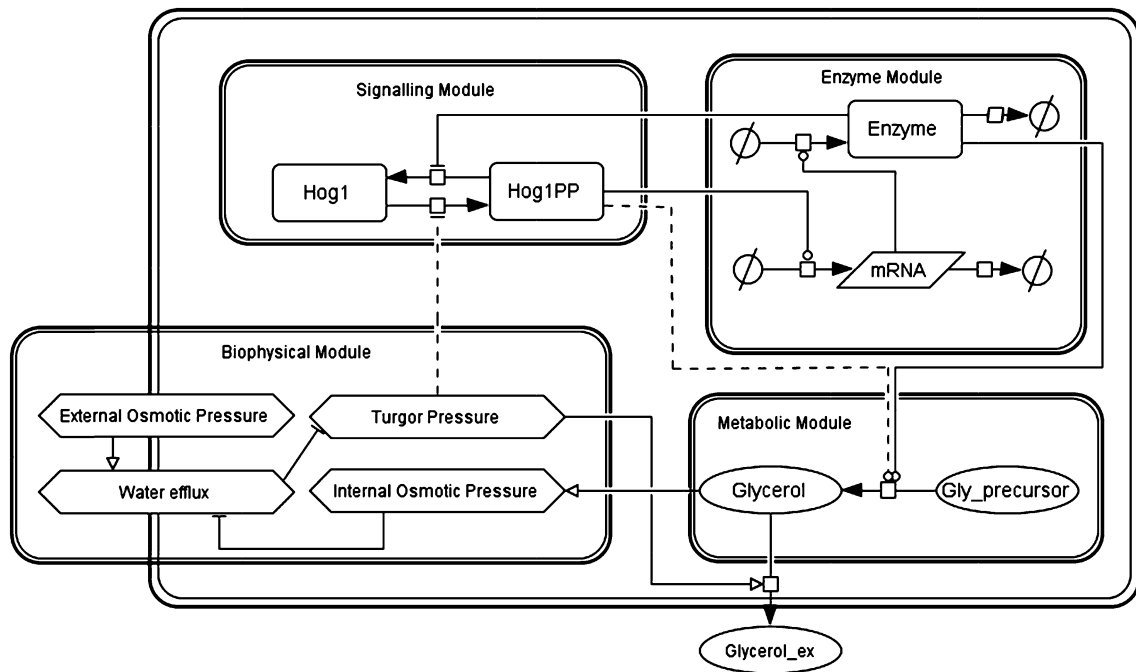 Signalling Module
Enzyme Module
Enzyme
Hog1
Hog1PP
mRNA
Biophysical Module
External Osmotic Pressure
Turgor Pressure
Water efflux
Internal Osmotic Pressure
Metabolic Module
Glycerol
Gly_precursor
Glycerol_ex